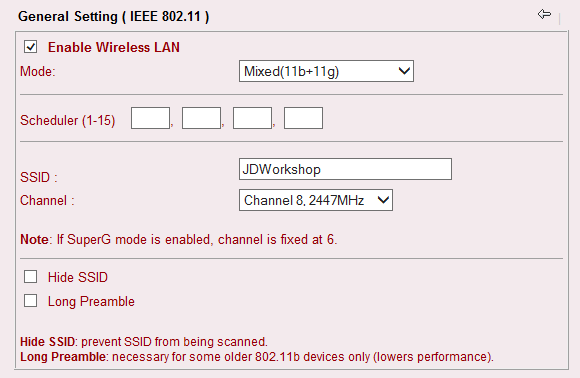 General Setting ( IEEE 802.11 )
Enable Wireless LAN
Mode: Mixed(11b+11g)
Scheduler (1-15) , , ,
SSID : JDWorkshop
Channel : Channel 8, 2447MHz
Note: If SuperG mode is enabled, channel is fixed at 6.
Hide SSID
Long Preamble
Hide SSID: prevent SSID from being scanned.
Long Preamble: necessary for some older 802.11b devices only (lowers performance).